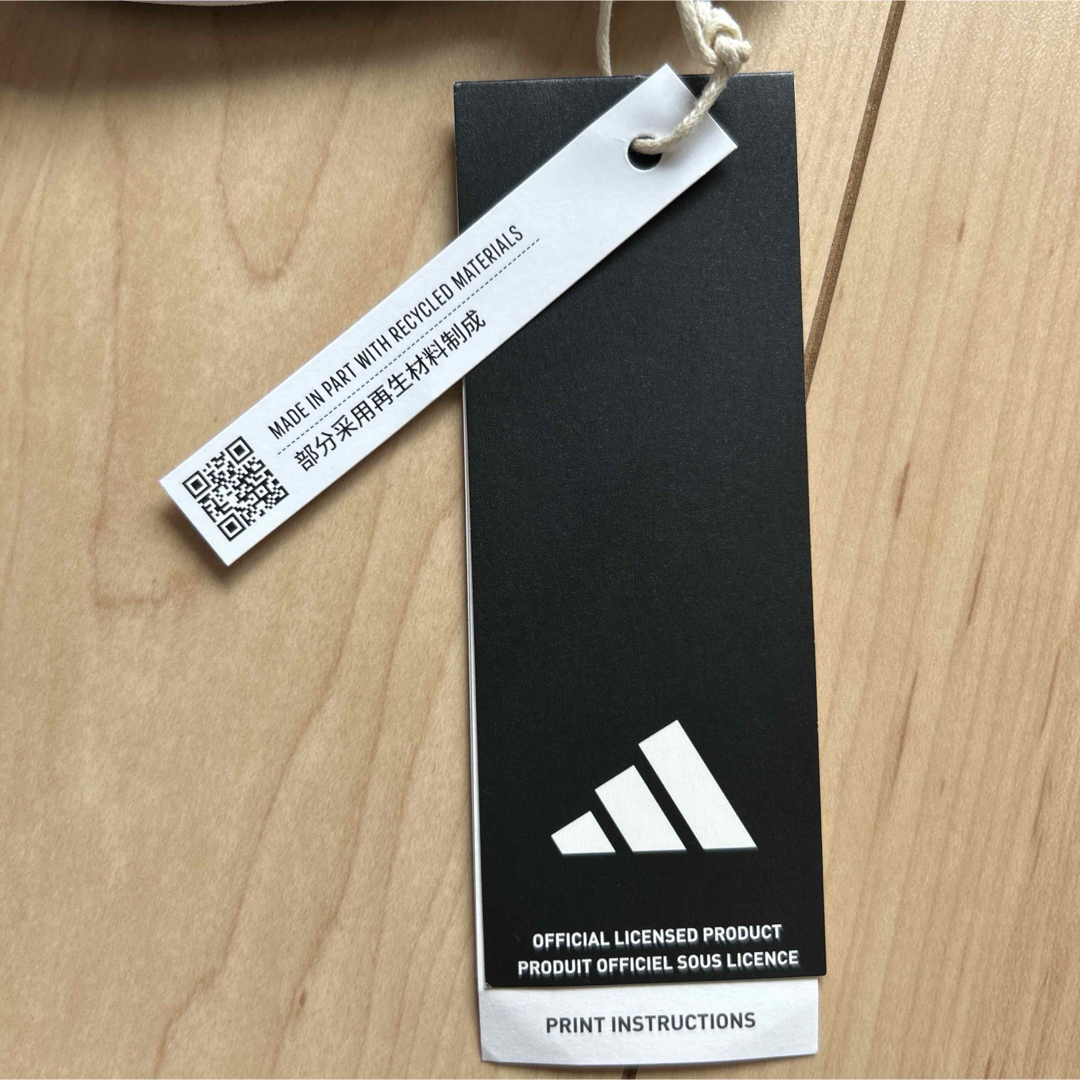 MADE IN PART WITH RECYCLED MATERIALS
部分采用再生材料制成
OFFICIAL LICENSED PRODUCT
PRODUIT OFFICIEL SOUS LICENCE
PRINT INSTRUCTIONS